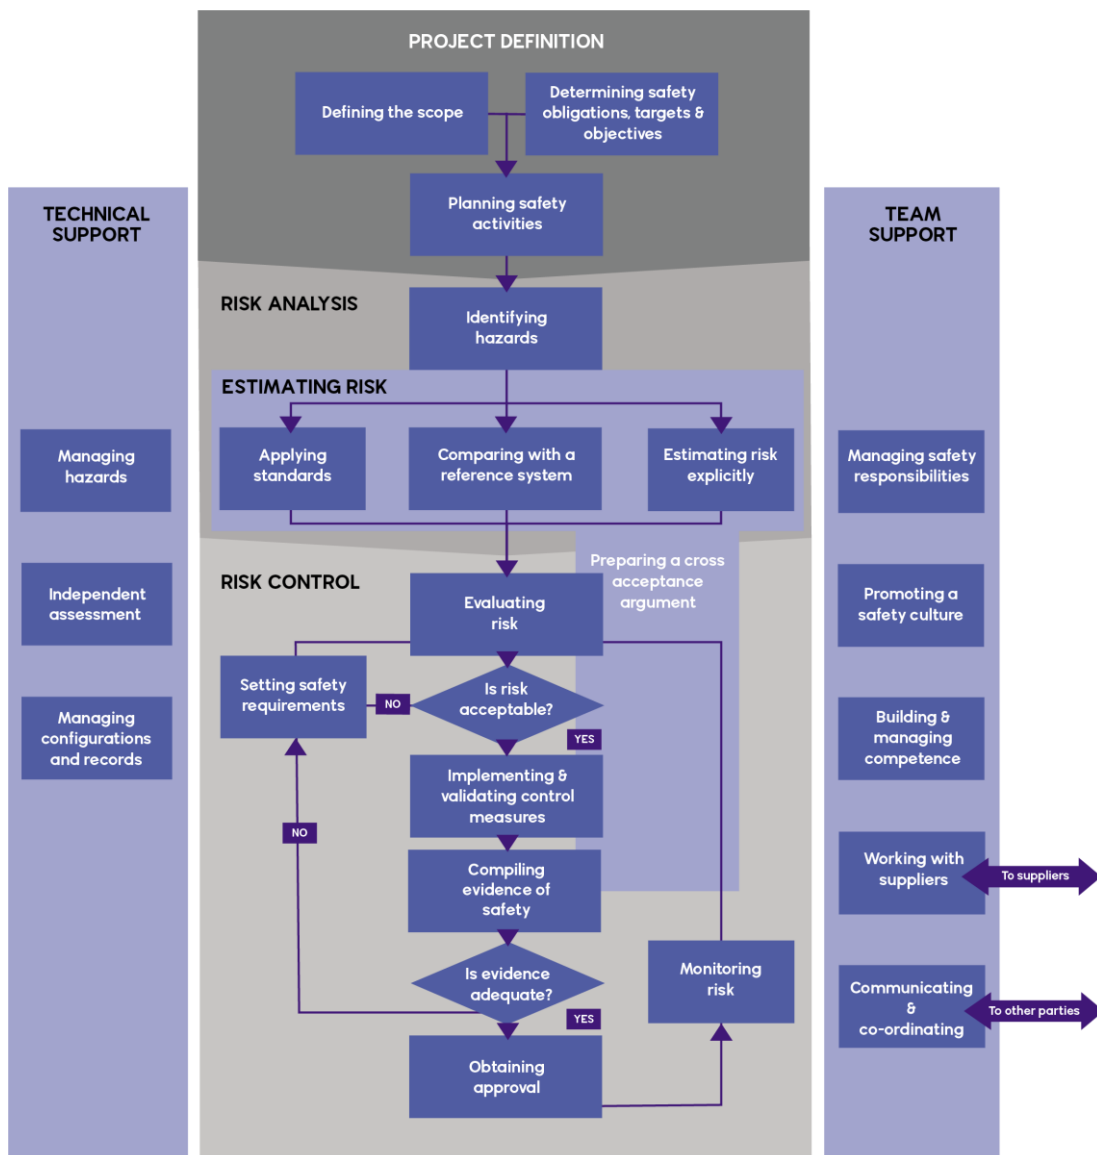 PROJECT DEFINITION
Defining the scope
Determining safety
obligations, targets &
objectives
Planning safety
activities
TECHNICAL
SUPPORT
Managing
hazards
Independent
assessment
Managing
configurations
and records
RISK ANALYSIS
Identifying
hazards
ESTIMATING RISK
Applying
standards
Comparing with a
reference system
Estimating risk
explicitly
RISK CONTROL
Preparing a cross
acceptance
argument
Evaluating
risk
Setting safety
requirements
NO
Is risk
acceptable?
YES
Implementing &
validating control
measures
NO
Compiling
evidence of
safety
Is evidence
adequate?
YES
Monitoring
risk
Obtaining
approval
TEAM
SUPPORT
Managing safety
responsibilities
Promoting a
safety culture
Building &
managing
competence
Working with
suppliers
To suppliers
Communicating
&
co-ordinating
To other parties